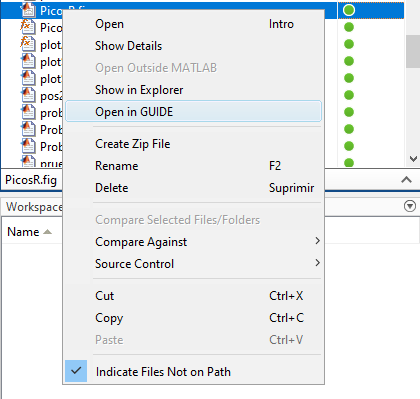 PicosR.fig
Open Intro
Pico
Show Details
plot
Open Outside MATLAB
plot
Show in Explorer
pos2
Open in GUIDE
prob
Prob
Create Zip File
Prob
Rename F2
prue
Delete Suprimir
PicosR.fig
Compare Selected Files/Folders
Workspace
Compare Against
Name
Source Control
Cut Ctrl+X
Copy Ctrl+C
Paste Ctrl+V
Indicate Files Not on Path